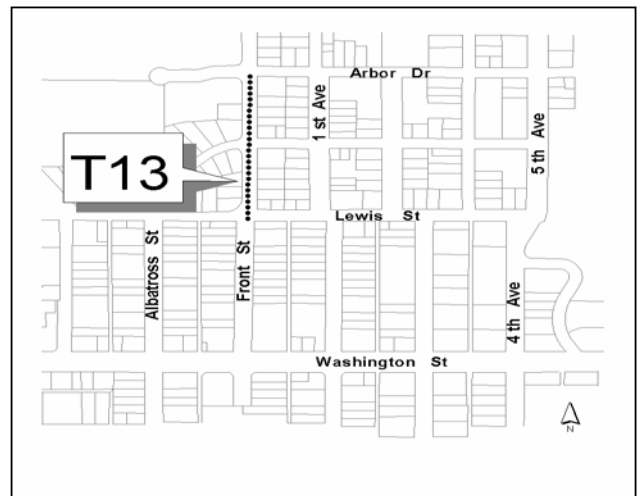 Arbor Dr
1 st Ave
5 th Ave
T13
Lewis St
Albatross St
Front St
4 th Ave
Washington St
N